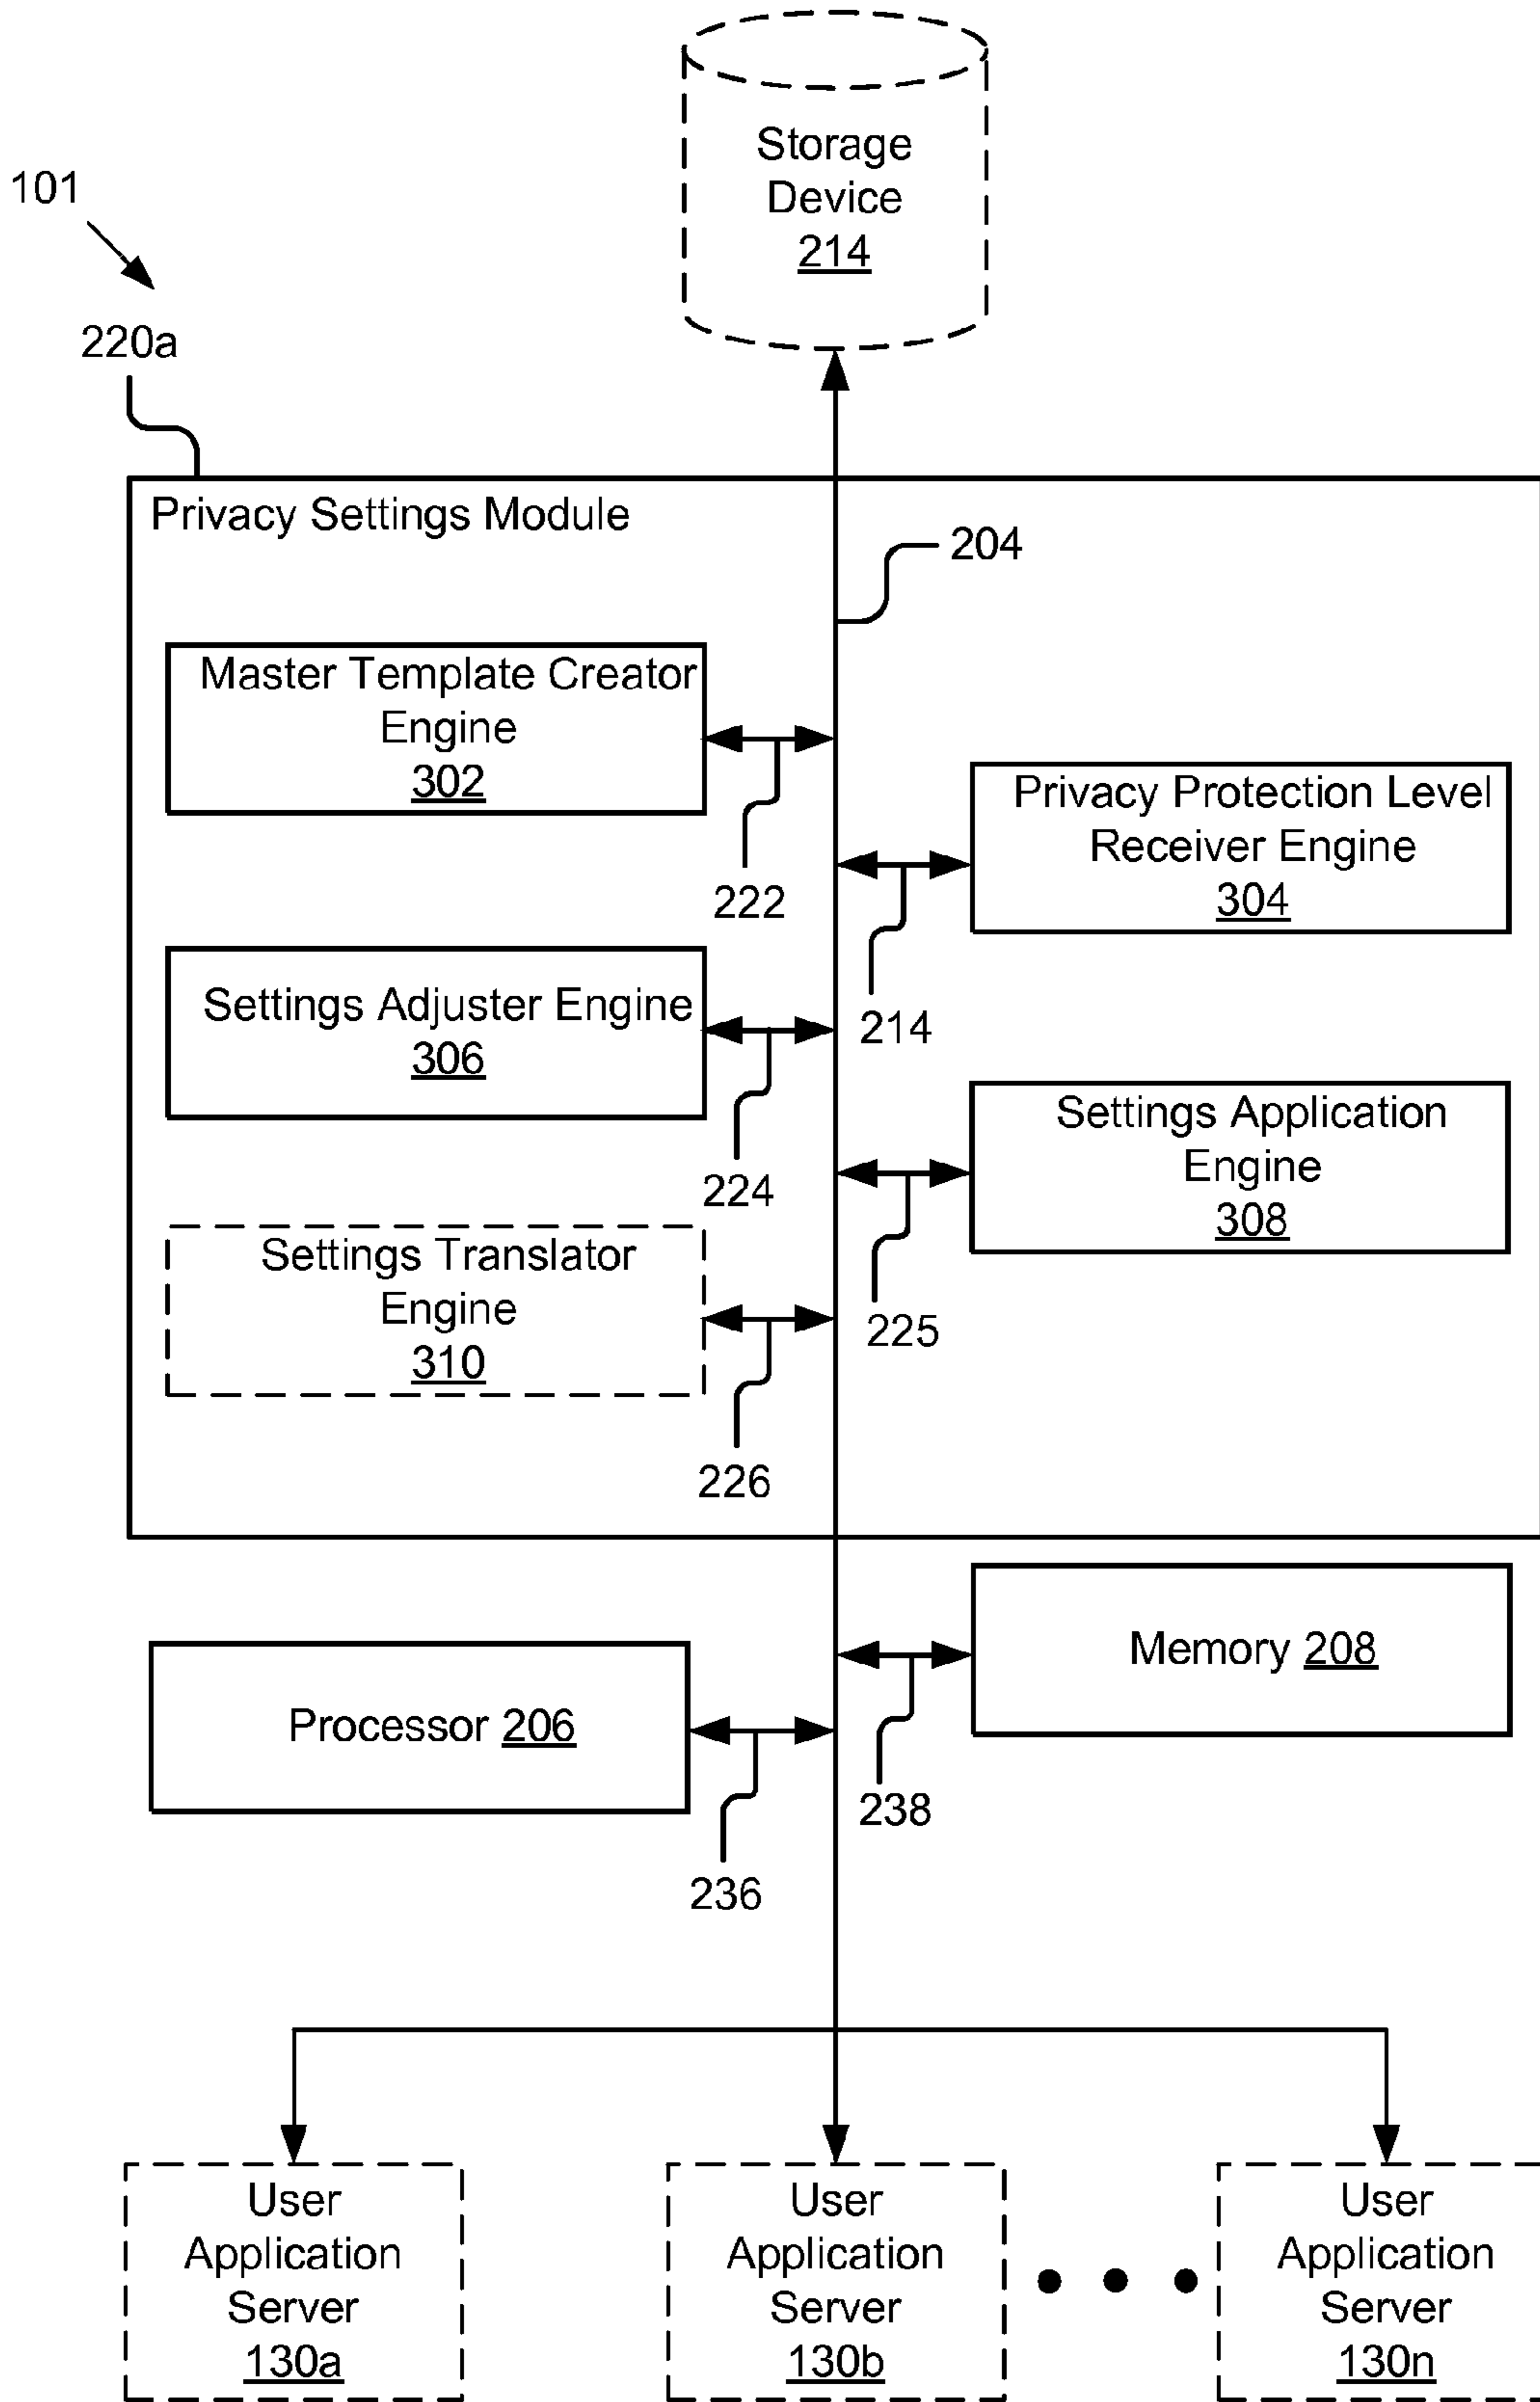 Storage
Device
214
101
220a
Privacy Settings Module
204
Master Template Creator
Engine
302
222
Privacy Protection Level
Receiver Engine
304
214
Settings Adjuster Engine
306
224
Settings Application
Engine
308
225
Settings Translator
Engine
310
226
Memory 208
238
Processor 206
236
User
Application
Server
130a
User
Application
Server
130b
User
Application
Server
130n